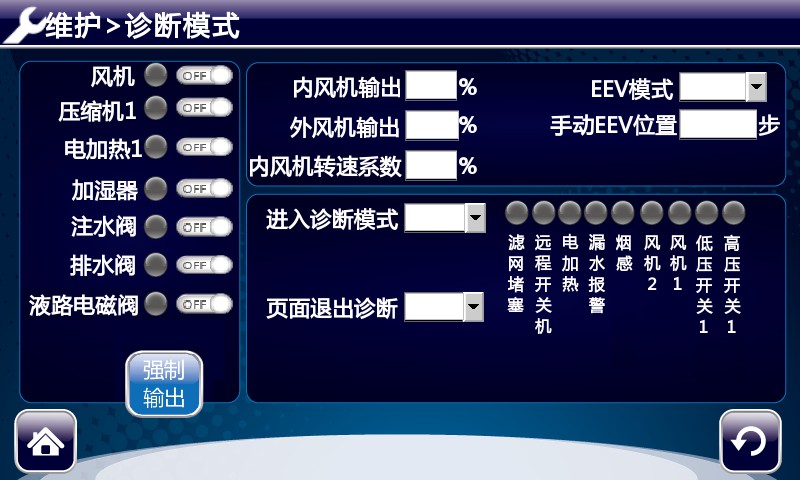 维护>诊断模式
风机 OFF
压缩机1 OFF
电加热1 OFF
加湿器 OFF
注水阀 OFF
排水阀 OFF
液路电磁阀 OFF
强制
输出
内风机输出 %
外风机输出 %
内风机转速系数 %
EEV模式
手动EEV位置 步
进入诊断模式
页面退出诊断
滤网堵塞
远程开关机
电加热
漏水报警
烟感
风机2
风机1
低压开关1
高压开关1